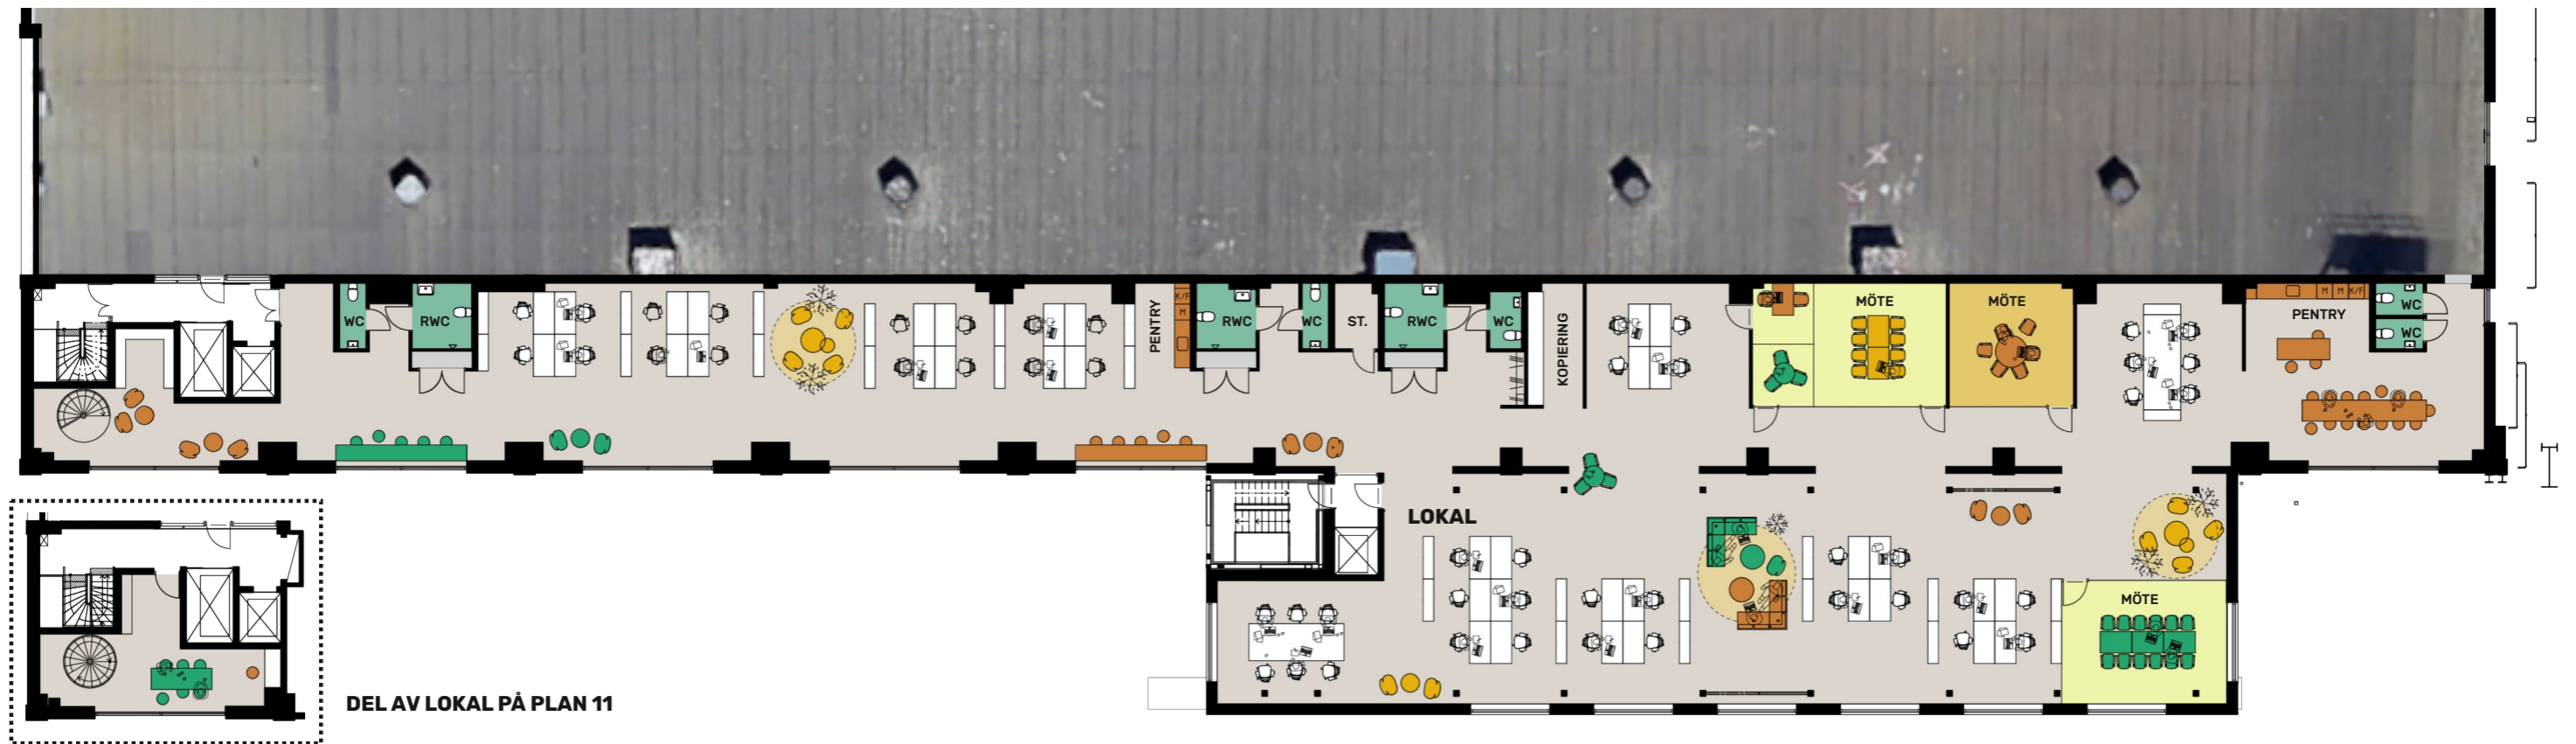 WC
RWC
PENTRY
K/F
M
RWC
WC
ST.
RWC
WC
KOPIERING
MÖTE
MÖTE
M M K/F
PENTRY
WC
WC
LOKAL
MÖTE
DEL AV LOKAL PÅ PLAN 11